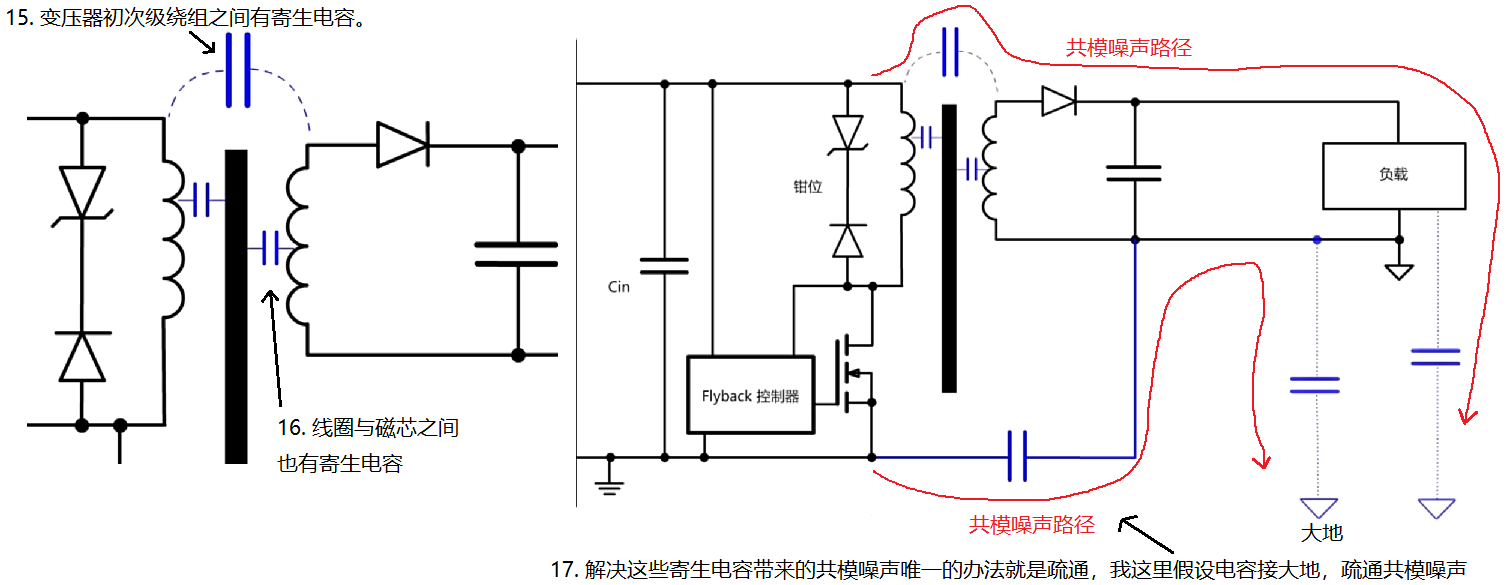 15. 变压器初次级绕组之间有寄生电容。
16. 线圈与磁芯之间
也有寄生电容
共模噪声路径
钳位
负载
Cin
Flyback 控制器
共模噪声路径
大地
17. 解决这些寄生电容带来的共模噪声唯一的办法就是疏通，我这里假设电容接大地，疏通共模噪声